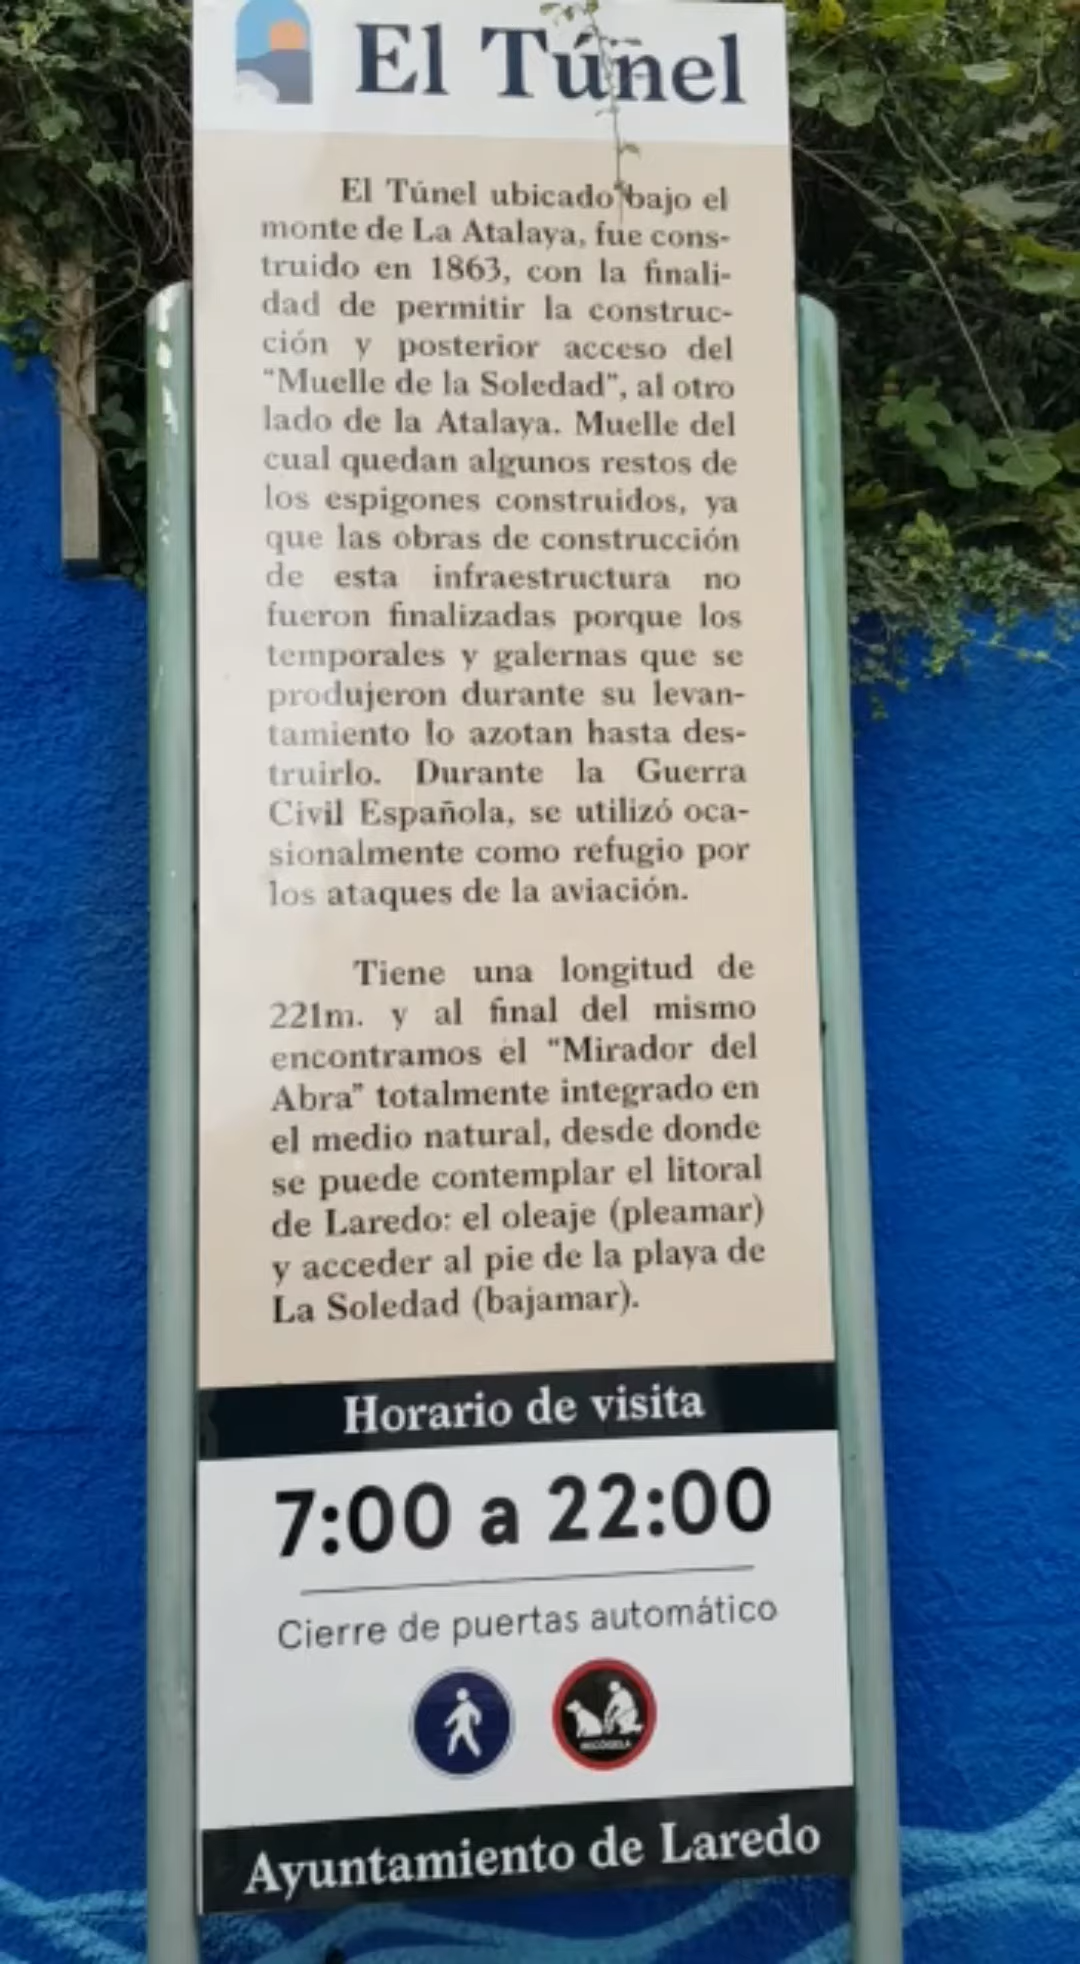 El Túnel
El Túnel ubicado bajo el
monte de La Atalaya, fue cons-
truido en 1863, con la finali-
dad de permitir la construc-
ción y posterior acceso del
"Muelle de la Soledad", al otro
lado de la Atalaya. Muelle del
cual quedan algunos restos de
los espigones construidos, ya
que las obras de construcción
de esta infraestructura no
fueron finalizadas porque los
temporales y galernas que se
produjeron durante su levan-
tamiento lo azotan hasta des-
truirlo. Durante la Guerra
Civil Española, se utilizó oca-
sionalmente como refugio por
los ataques de la aviación.
Tiene una longitud de
221m. y al final del mismo
encontramos el "Mirador del
Abra" totalmente integrado en
el medio natural, desde donde
se puede contemplar el litoral
de Laredo: el oleaje (pleamar)
y acceder al pie de la playa de
La Soledad (bajamar).
Horario de visita
7:00 a 22:00
Cierre de puertas automático
RECÓGELA
Ayuntamiento de Laredo